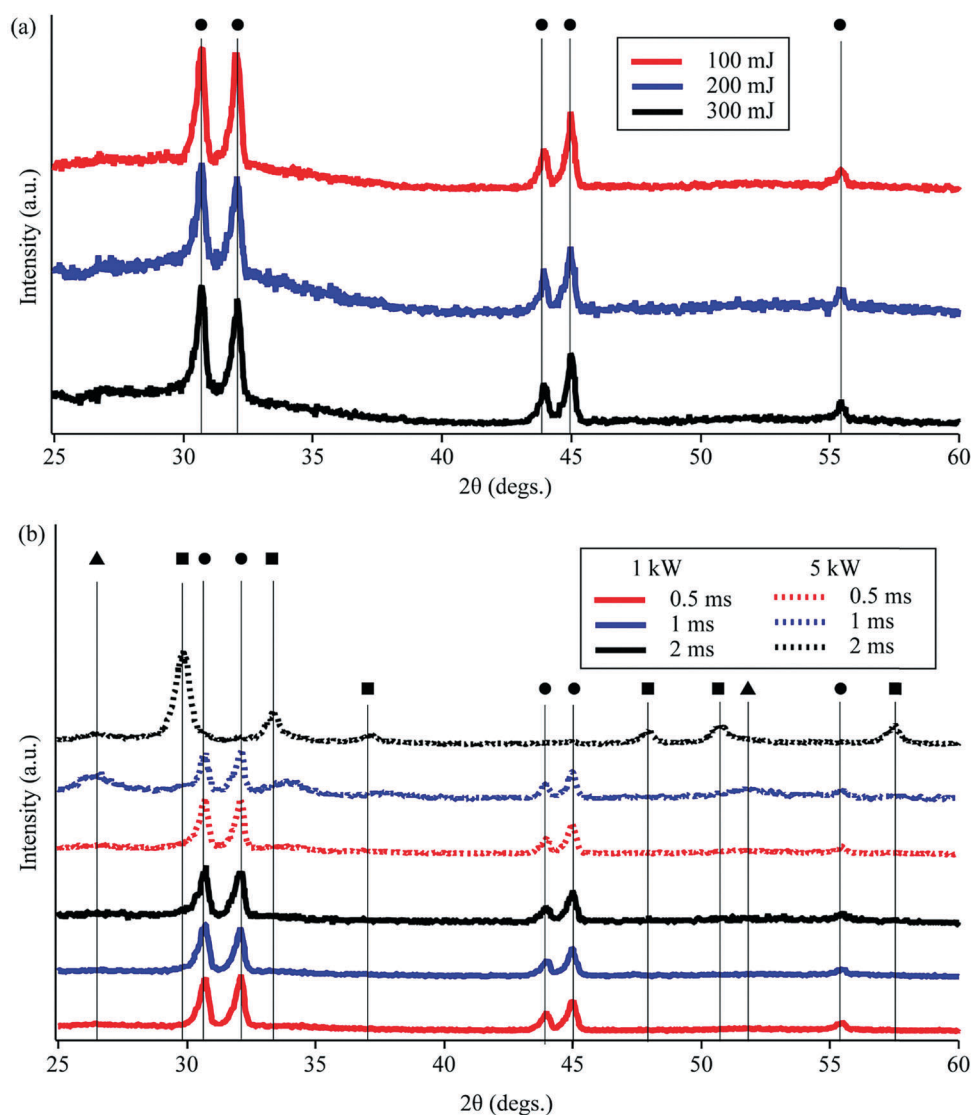 (a)
100 mJ
200 mJ
300 mJ
Intensity (a.u.)
25 30 35 40 45 50 55 60
2θ (degs.)
(b)
1 kW 5 kW
0.5 ms 0.5 ms
1 ms 1 ms
2 ms 2 ms
Intensity (a.u.)
25 30 35 40 45 50 55 60
2θ (degs.)